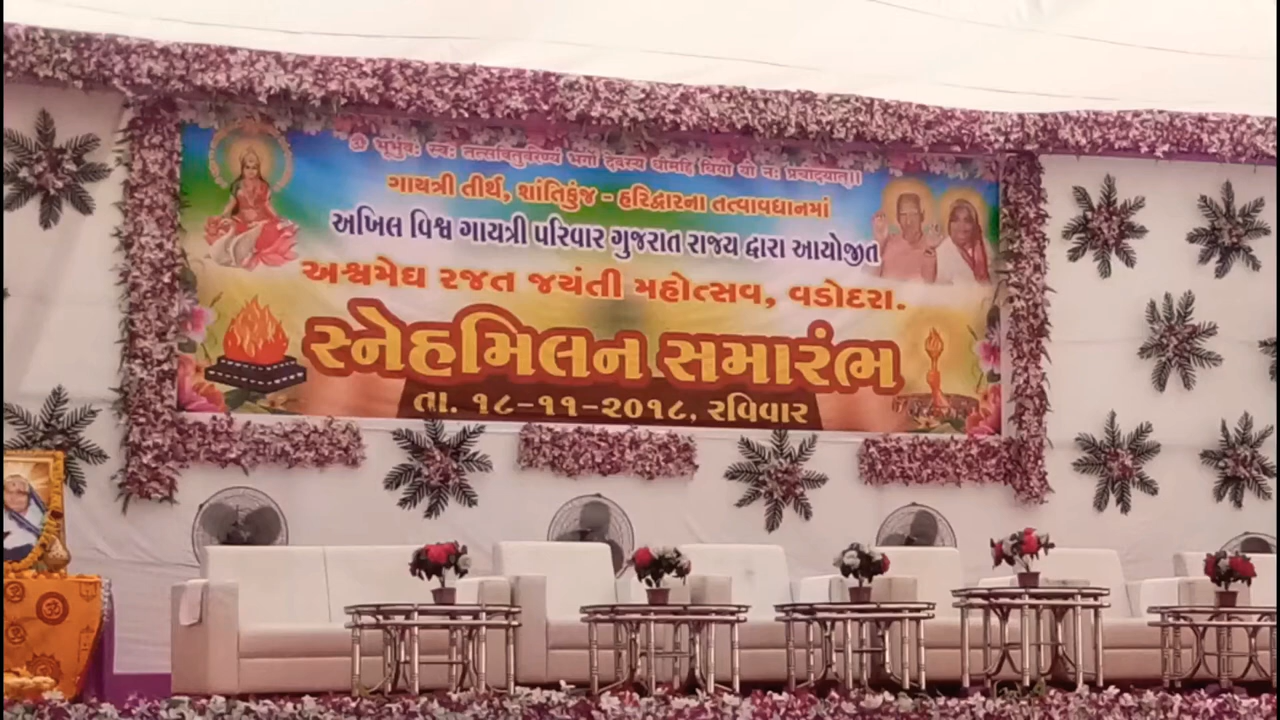 ૐ ભૂર્ભુવઃ સ્વઃ તત્સવિતુવરેણ્ય ભર્ગો દેવસ્ય ધીમહિ ધિયો યો નઃ પ્રચોદયાત્।।
ગાયત્રી તીર્થ, શાંતિકુંજ - હરિદ્વારના તત્વાવધાનમાં
અખિલ વિશ્વ ગાયત્રી પરિવાર ગુજરાત રાજ્ય દ્વારા આયોજીત
અશ્વમેઘ રજત જયંતી મહોત્સવ, વડોદરા.
સ્નેહમિલન સમારંભ
તા. ૧૮-૧૧-૨૦૧૮, રવિવાર